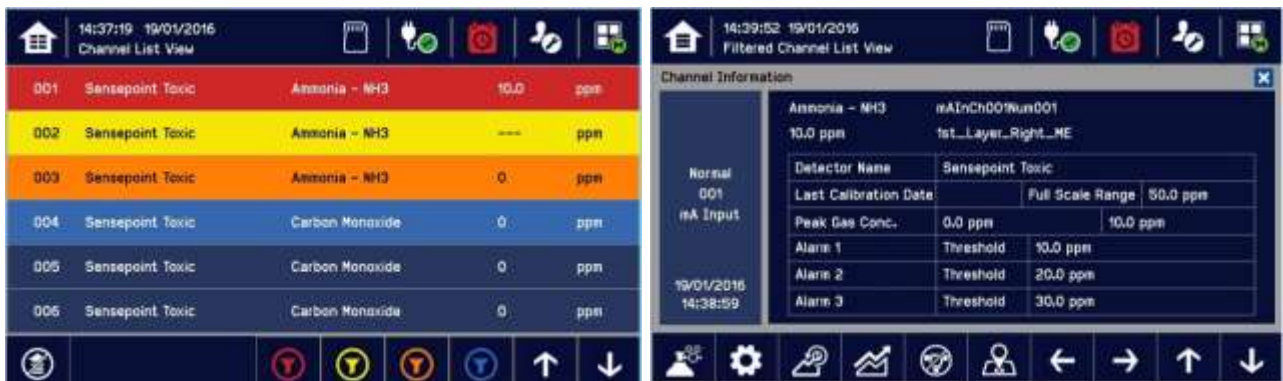 14:37:19 19/01/2016
Channel List View
001 Sensepoint Toxic Ammonia - NH3 10.0 ppm
002 Sensepoint Toxic Ammonia - NH3 --- ppm
003 Sensepoint Toxic Ammonia - NH3 0 ppm
004 Sensepoint Toxic Carbon Monoxide 0 ppm
005 Sensepoint Toxic Carbon Monoxide 0 ppm
006 Sensepoint Toxic Carbon Monoxide 0 ppm
14:39:52 19/01/2016
Filtered Channel List View
Channel Information
Normal
001
mA Input
19/01/2016
14:38:59
Ammonia - NH3 mAInCh001Num001
10.0 ppm 1st_Layer_Right_ME
Detector Name Sensepoint Toxic
Last Calibration Date Full Scale Range 50.0 ppm
Peak Gas Conc. 0.0 ppm 10.0 ppm
Alarm 1 Threshold 10.0 ppm
Alarm 2 Threshold 20.0 ppm
Alarm 3 Threshold 30.0 ppm